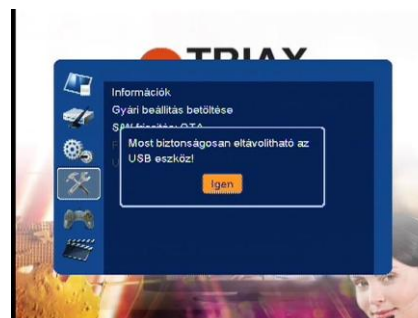 TRIAX
Információk
Gyári beállítás betöltése
Most biztonságosan eltávolítható az
USB eszköz!
Igen